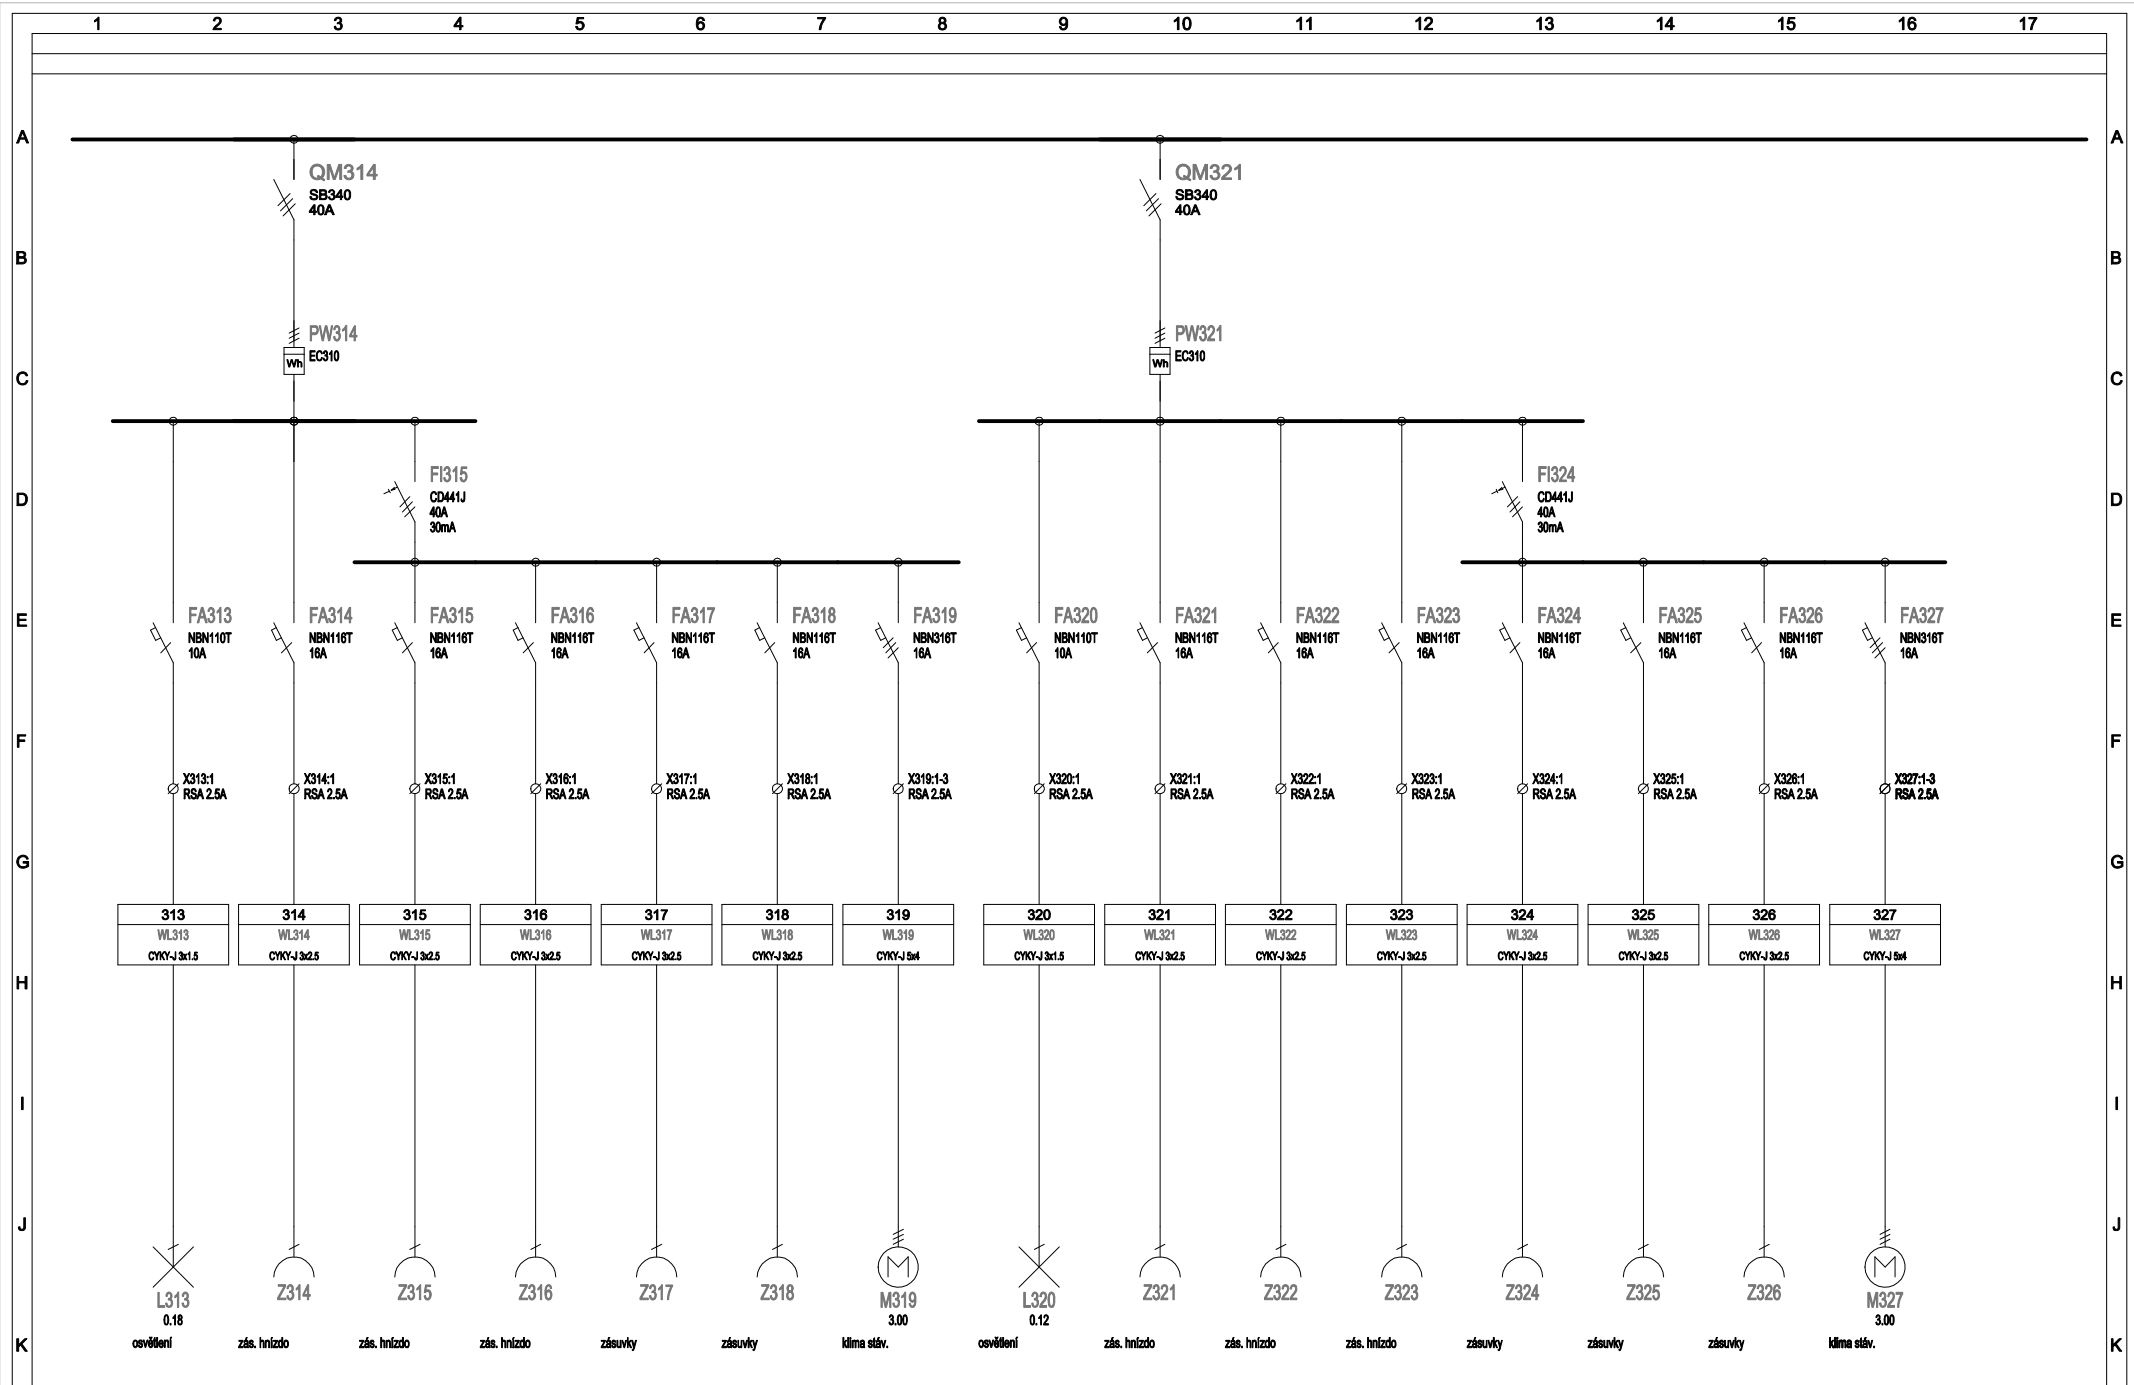 1 2 3 4 5 6 7 8 9 10 11 12 13 14 15 16 17
A A
QM314 QM321
SB340 SB340
40A 40A
B B
PW314 PW321
EC310 EC310
Wh Wh
C C
FI315 FI324
CD441J CD441J
D 40A 40A D
30mA 30mA
E FA313 FA314 FA315 FA316 FA317 FA318 FA319 FA320 FA321 FA322 FA323 FA324 FA325 FA326 FA327 E
NBN110T NBN116T NBN116T NBN116T NBN116T NBN116T NBN316T NBN110T NBN116T NBN116T NBN116T NBN116T NBN116T NBN116T NBN316T
10A 16A 16A 16A 16A 16A 16A 10A 16A 16A 16A 16A 16A 16A 16A
F F
X313:1 X314:1 X315:1 X316:1 X317:1 X318:1 X319:1-3 X320:1 X321:1 X322:1 X323:1 X324:1 X325:1 X326:1 X327:1-3
RSA 2.5A RSA 2.5A RSA 2.5A RSA 2.5A RSA 2.5A RSA 2.5A RSA 2.5A RSA 2.5A RSA 2.5A RSA 2.5A RSA 2.5A RSA 2.5A RSA 2.5A RSA 2.5A RSA 2.5A
G G
313 314 315 316 317 318 319 320 321 322 323 324 325 326 327
WL313 WL314 WL315 WL316 WL317 WL318 WL319 WL320 WL321 WL322 WL323 WL324 WL325 WL326 WL327
CYKY-J 3x1.5 CYKY-J 3x2.5 CYKY-J 3x2.5 CYKY-J 3x2.5 CYKY-J 3x2.5 CYKY-J 3x2.5 CYKY-J 5x4 CYKY-J 3x1.5 CYKY-J 3x2.5 CYKY-J 3x2.5 CYKY-J 3x2.5 CYKY-J 3x2.5 CYKY-J 3x2.5 CYKY-J 3x2.5 CYKY-J 5x4
H H
I I
J J
M M
L313 Z314 Z315 Z316 Z317 Z318 M319 L320 Z321 Z322 Z323 Z324 Z325 Z326 M327
0.18 3.00 0.12 3.00
K osvětlení zás. hnízdo zás. hnízdo zás. hnízdo zásuvky zásuvky klima stáv. osvětlení zás. hnízdo zás. hnízdo zás. hnízdo zásuvky zásuvky zásuvky klima stáv. K